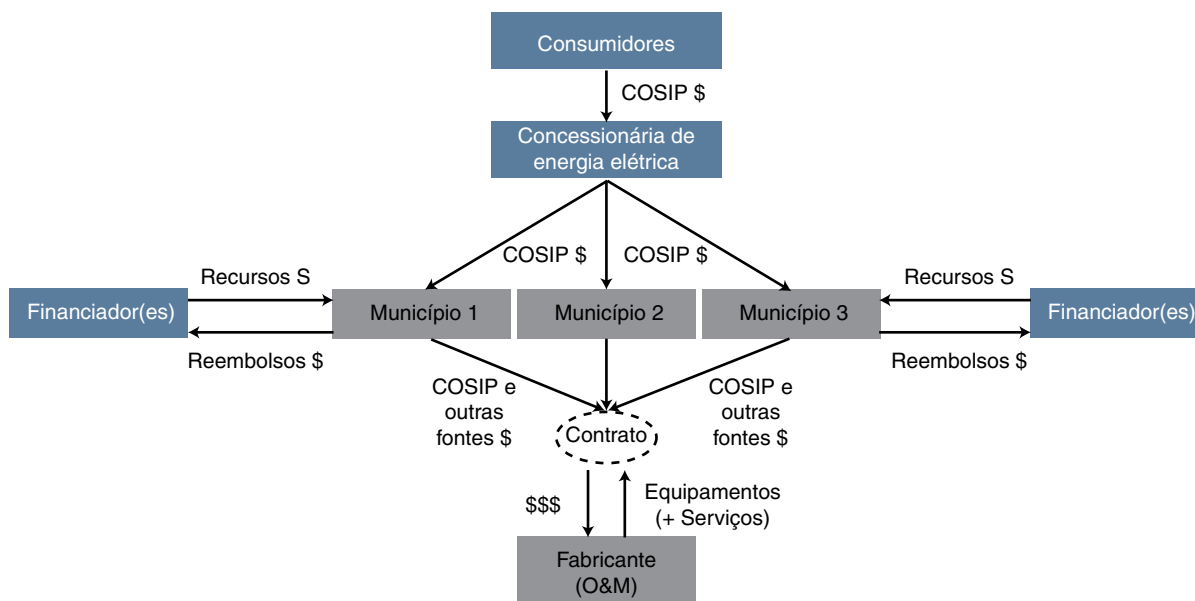 Consumidores
COSIP $
Concessionária de
energia elétrica
COSIP $
COSIP $
Recursos S
Recursos S
Financiador(es)
Município 1
Município 2
Município 3
Financiador(es)
Reembolsos $
Reembolsos $
COSIP e
outras
fontes $
COSIP e
outras
fontes $
Contrato
$$$
Equipamentos
(+ Serviços)
Fabricante
(O&M)